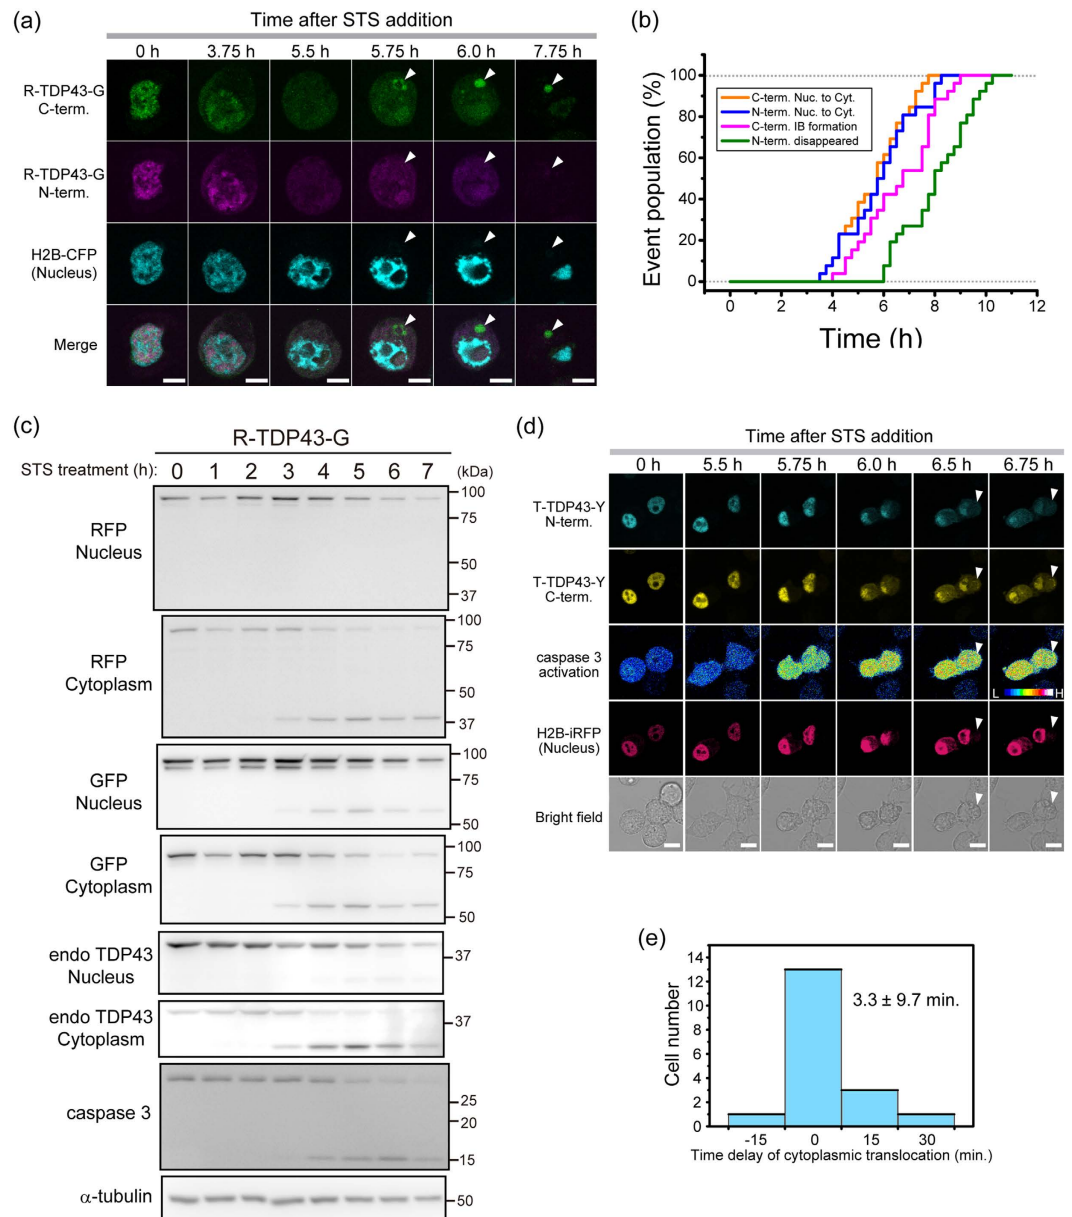 (a)
Time after STS addition
0 h 3.75 h 5.5 h 5.75 h 6.0 h 7.75 h
R-TDP43-G
C-term.
R-TDP43-G
N-term.
H2B-CFP
(Nucleus)
Merge
(b)
Event population (%)
100
80
60
40
20
0
C-term. Nuc. to Cyt.
N-term. Nuc. to Cyt.
C-term. IB formation
N-term. disappeared
0 2 4 6 8 10 12
Time (h)
(c)
R-TDP43-G
STS treatment (h): 0 1 2 3 4 5 6 7 (kDa)
RFP
Nucleus
100
75
50
37
RFP
Cytoplasm
100
75
50
37
GFP
Nucleus
100
75
50
GFP
Cytoplasm
100
75
50
endo TDP43
Nucleus
37
endo TDP43
Cytoplasm
37
caspase 3
25
20
15
α-tubulin
50
(d)
Time after STS addition
0 h 5.5 h 5.75 h 6.0 h 6.5 h 6.75 h
T-TDP43-Y
N-term.
T-TDP43-Y
C-term.
caspase 3
activation
L H
H2B-iRFP
(Nucleus)
Bright field
(e)
Cell number
14
12
10
8
6
4
2
0
3.3 ± 9.7 min.
-15 0 15 30
Time delay of cytoplasmic translocation (min.)